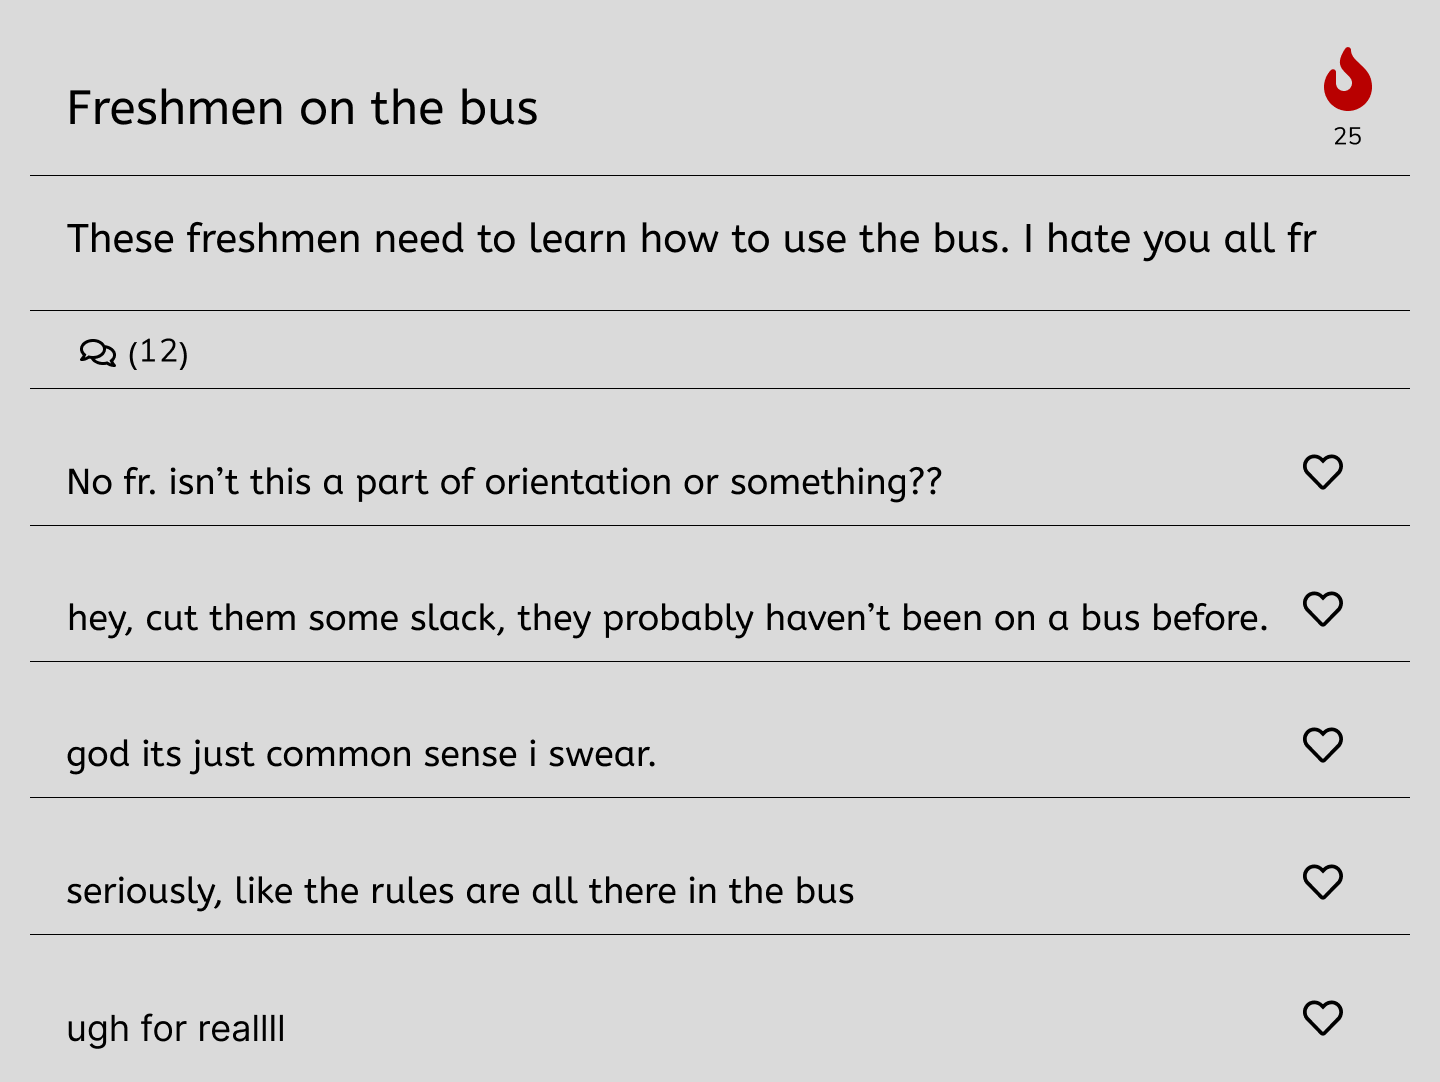 Freshmen on the bus
25
These freshmen need to learn how to use the bus. I hate you all fr
(12)
No fr. isn’t this a part of orientation or something??
hey, cut them some slack, they probably haven’t been on a bus before.
god its just common sense i swear.
seriously, like the rules are all there in the bus
ugh for reallll